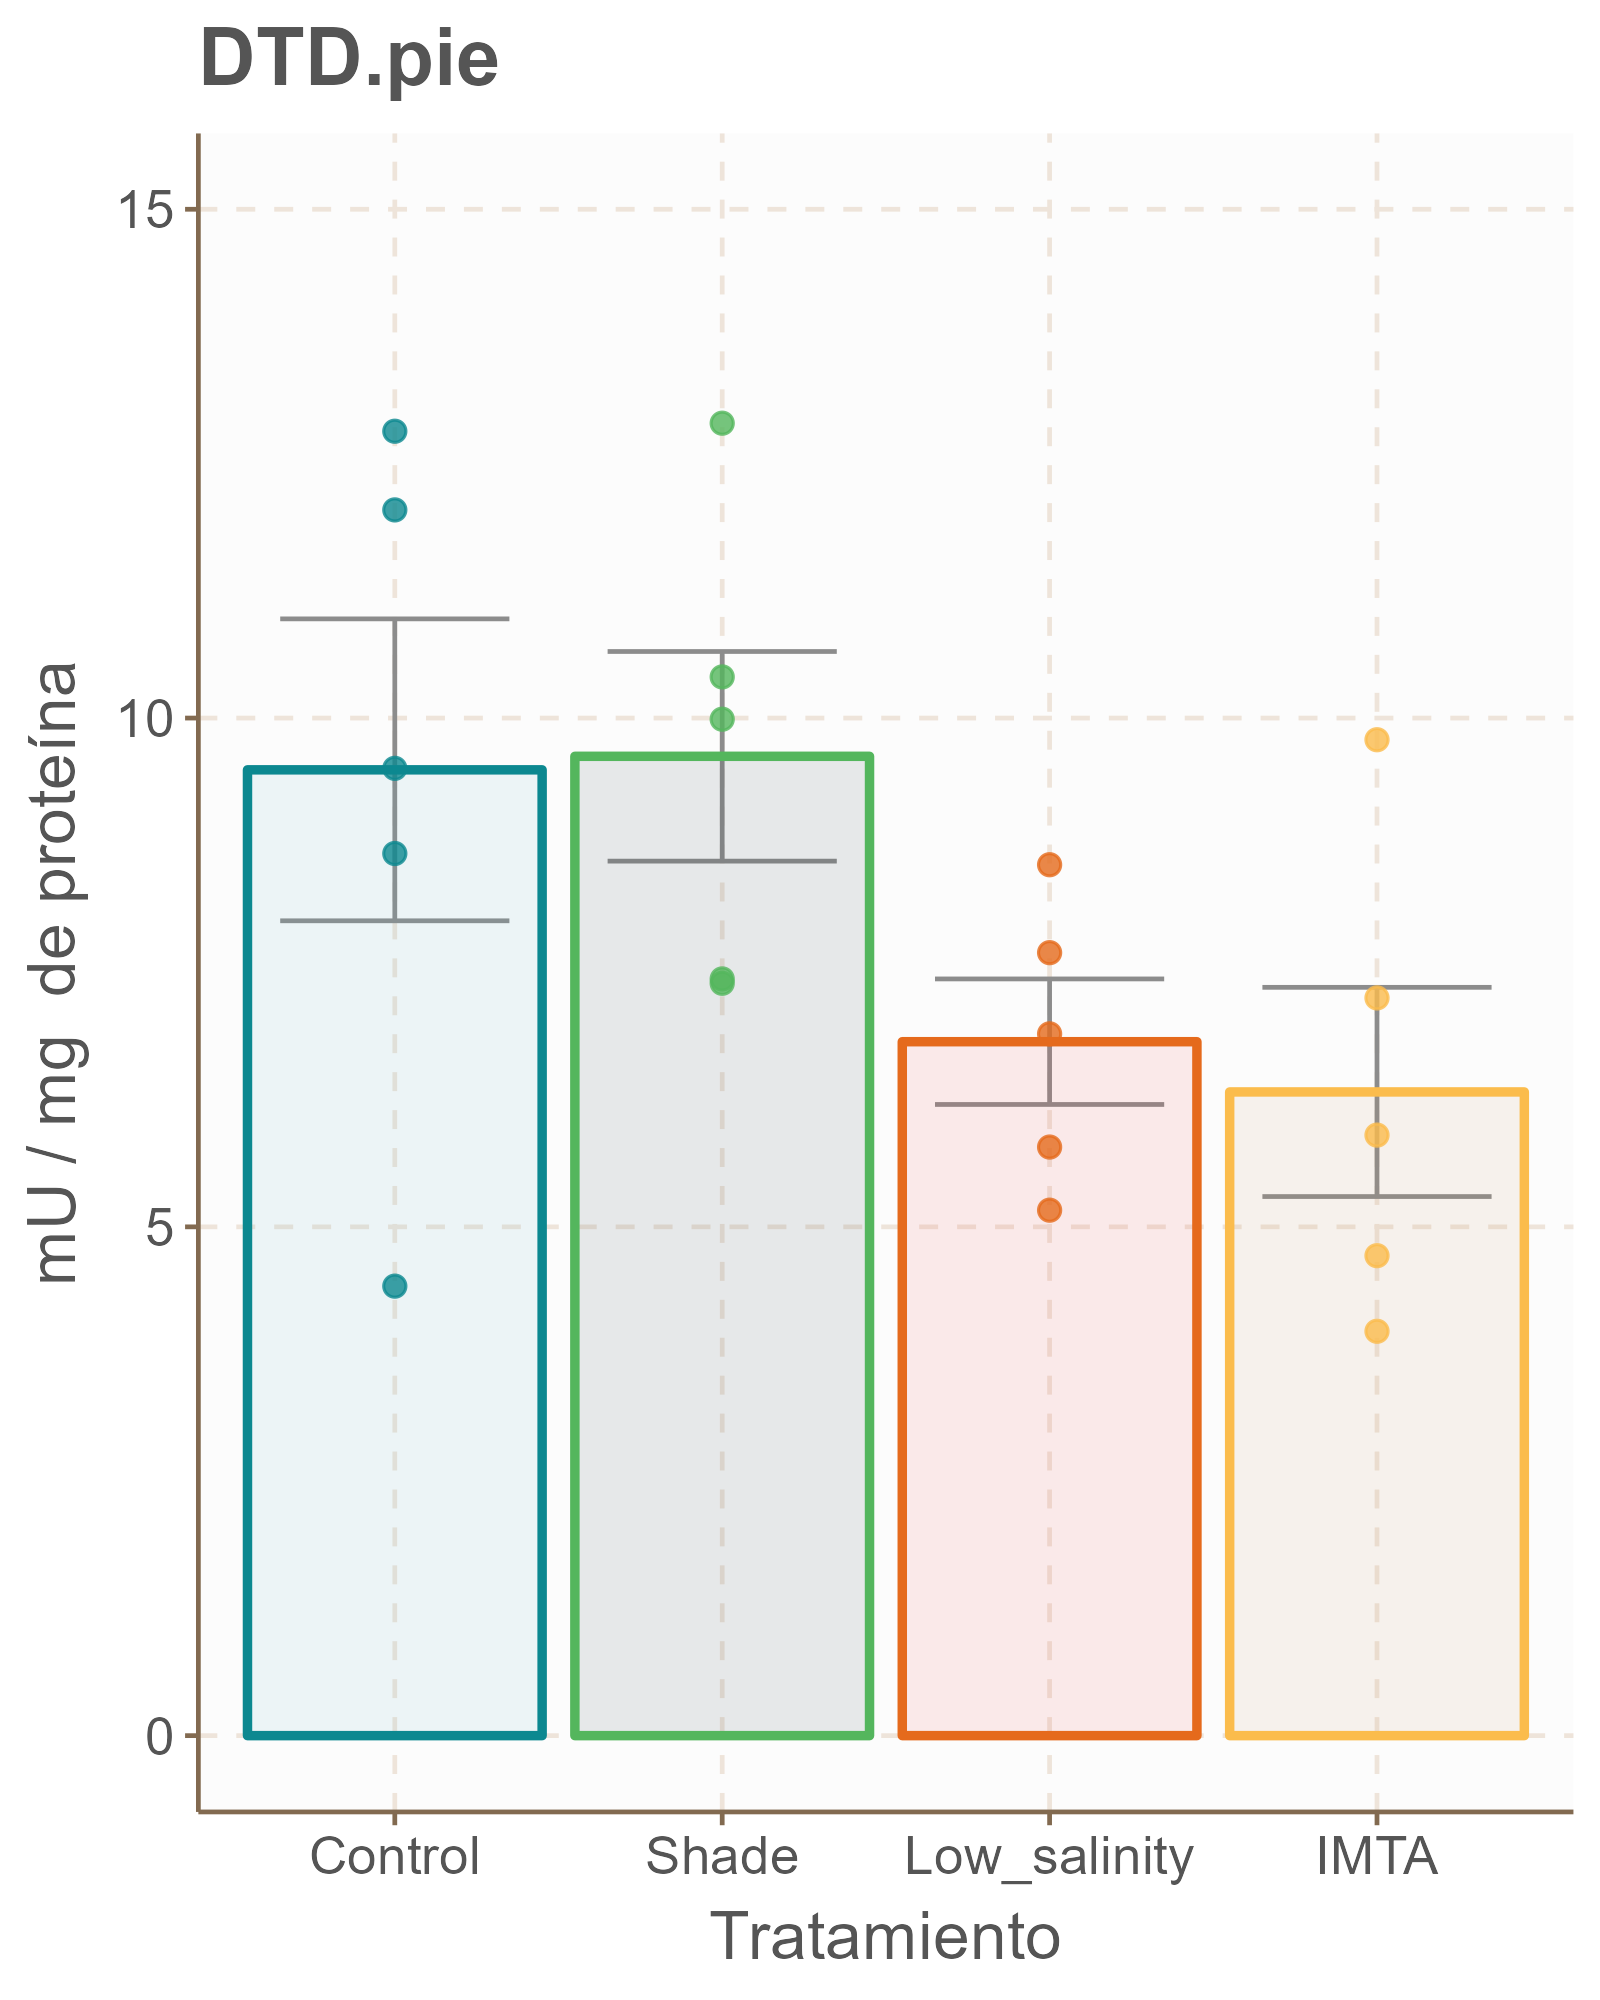 DTD.pie
mU / mg  de proteína
15
10
5
0
Control
Shade
Low_salinity
IMTA
Tratamiento